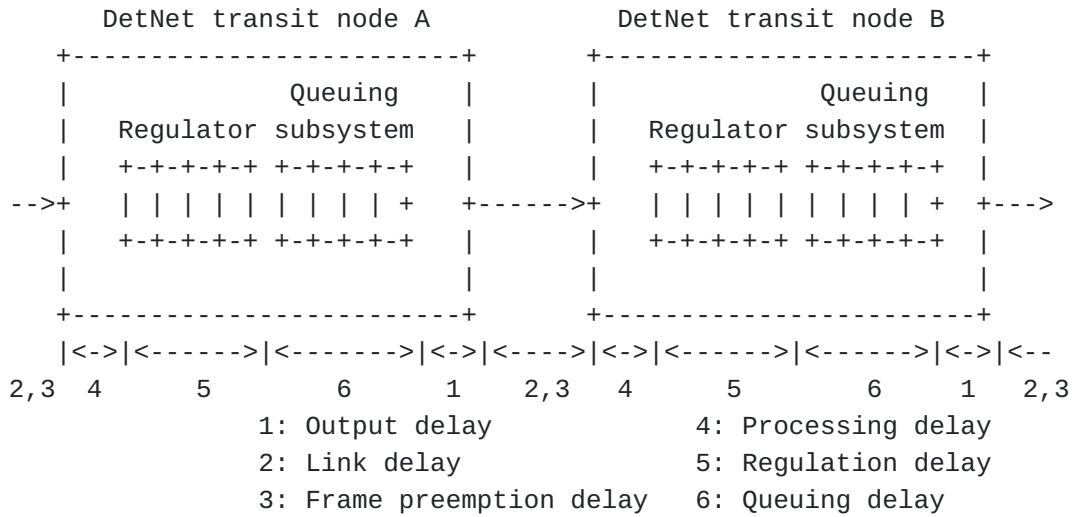 DetNet transit node A            DetNet transit node B
   +-------------------------+       +------------------------+
   |              Queuing    |       |              Queuing   |
   |   Regulator subsystem   |       |   Regulator subsystem  |
   |   +-+-+-+-+ +-+-+-+-+   |       |   +-+-+-+-+ +-+-+-+-+  |
-->+   | | | | | | | | | +   +------>+   | | | | | | | | | +  +--->
   |   +-+-+-+-+ +-+-+-+-+   |       |   +-+-+-+-+ +-+-+-+-+  |
   |                         |       |                        |
   +-------------------------+       +------------------------+
   |<->|<------>|<------->|<->|<---->|<->|<------>|<------>|<->|<--
2,3  4      5        6      1    2,3   4      5        6     1   2,3
                1: Output delay             4: Processing delay
                2: Link delay               5: Regulation delay
                3: Frame preemption delay   6: Queuing delay